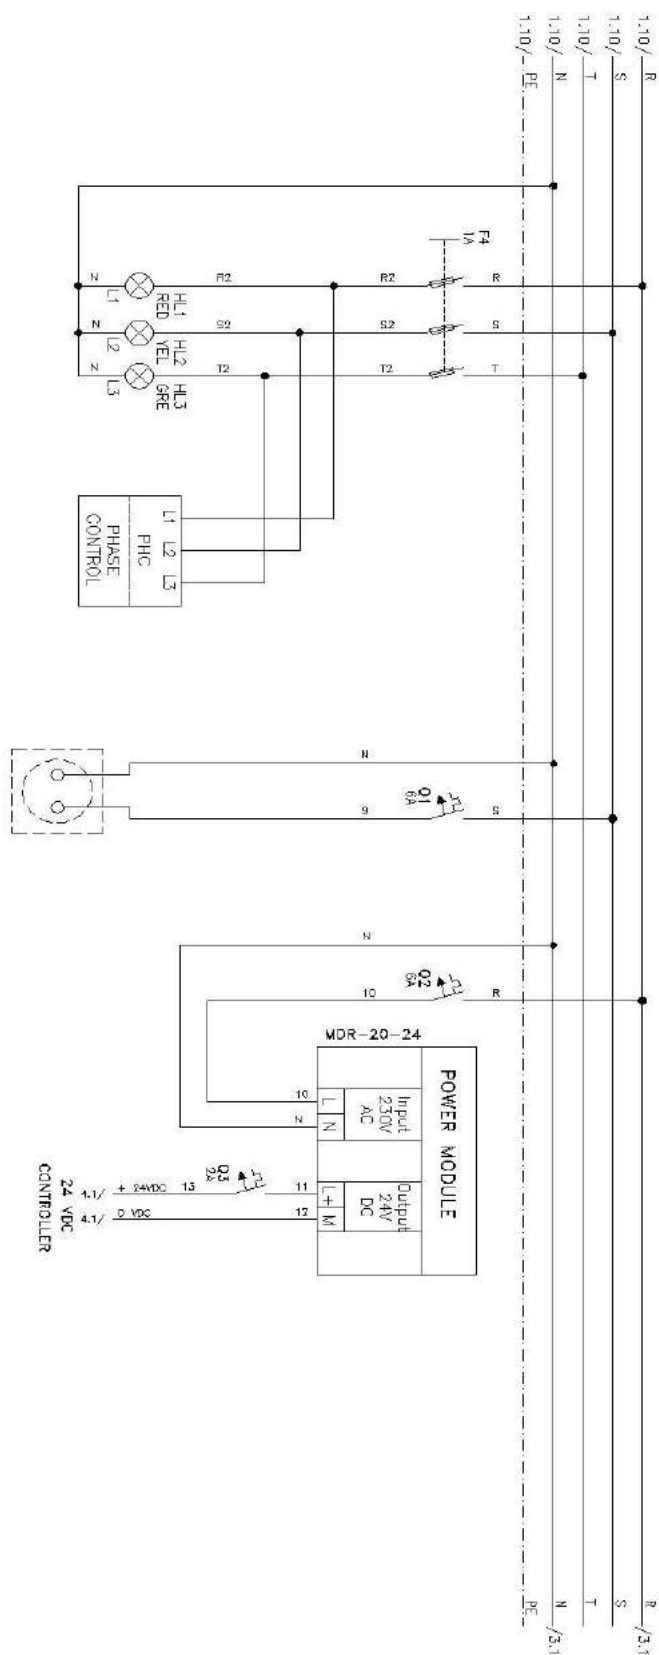 1.10/ R
1.10/ S
1.10/ T
1.10/ N
1.10/ PE
R /3.1
S
T
N /3.1
PE
F4
1A
R
S
T
R2
S2
T2
R2
S2
T2
HL1
RED
HL2
YEL
HL3
GRE
L1
L2
L3
N
N
N
L1 L2 L3
PHC
PHASE
CONTROL
N
S
Q1
6A
9
N
R
Q2
6A
10
MDR-20-24
POWER MODULE
Input
230V
AC
L N
Output
24V
DC
L+ M
10
N
11
12
Q3
2A
13
+ 24VDC
0 VDC
4.1/
4.1/
24 VDC
CONTROLLER